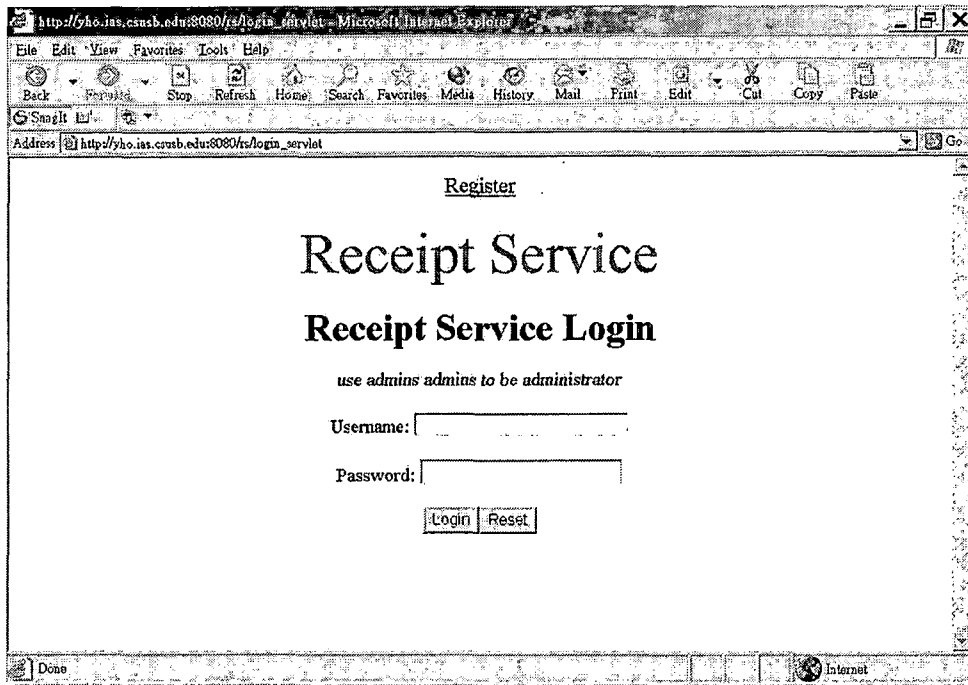 http://yho.ias.csusb.edu:8080/rs/login_servlet - Microsoft Internet Explorer
File Edit View Favorites Tools Help
Back Forward Stop Refresh Home Search Favorites Media History Mail Print Edit Cut Copy Paste
SnagIt
Address http://yho.ias.csusb.edu:8080/rs/login_servlet Go
Register
Receipt Service
Receipt Service Login
use admins admins to be administrator
Username:
Password:
Login Reset
Done Internet